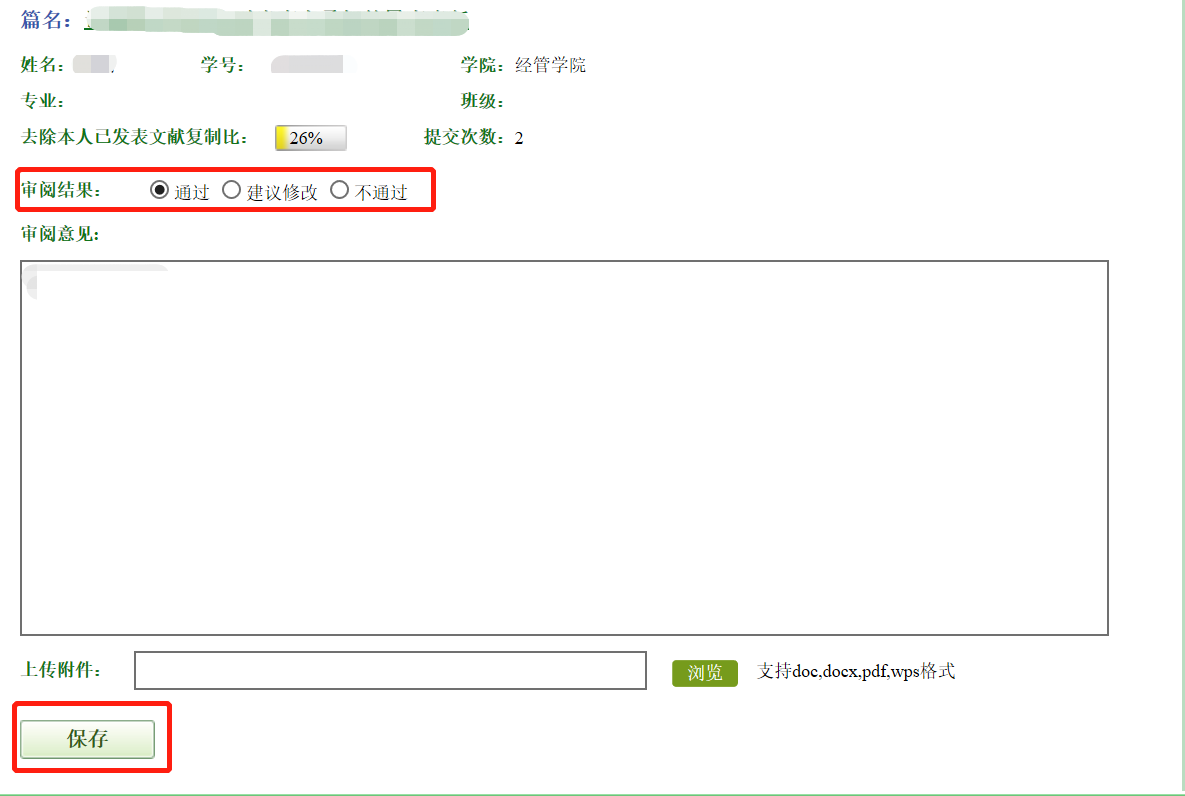 篇名：
姓名： 学号： 学院：经管学院
专业： 班级：
去除本人已发表文献复制比： 26% 提交次数：2
审阅结果： 通过 建议修改 不通过
审阅意见：
上传附件： 浏览 支持doc,docx,pdf,wps格式
保存